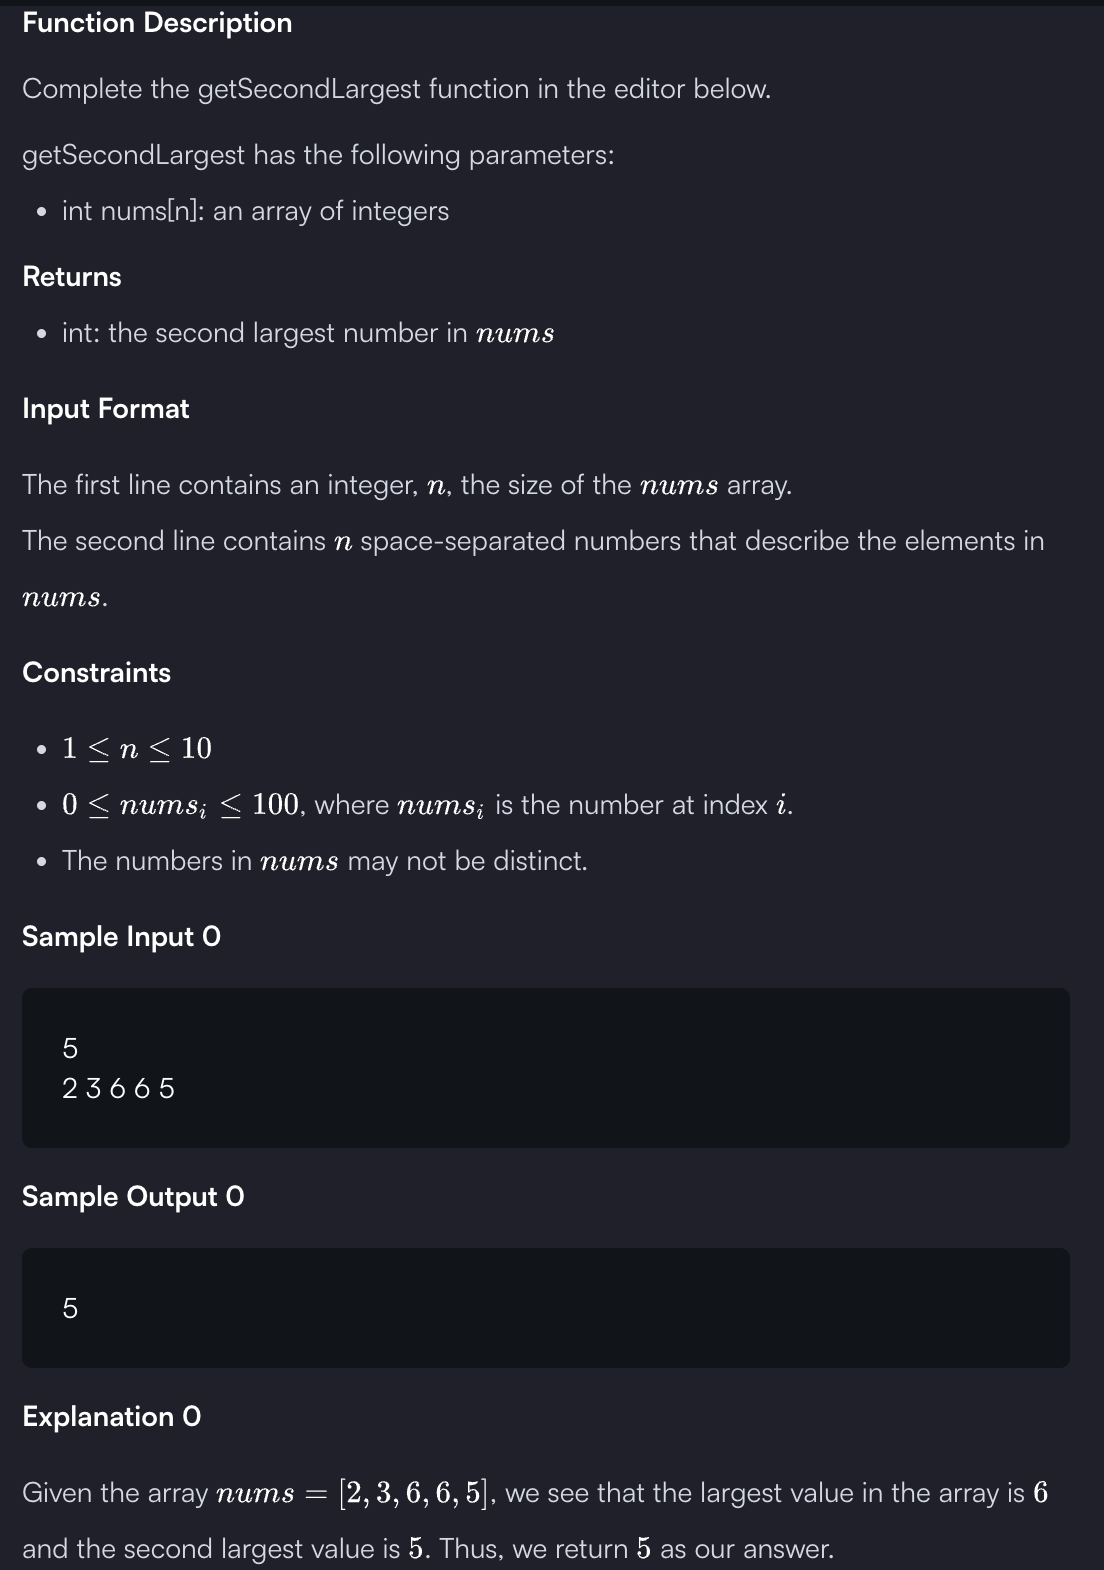 Function Description
Complete the getSecondLargest function in the editor below.
getSecondLargest has the following parameters:
• int nums[n]: an array of integers
Returns
• int: the second largest number in nums
Input Format
The first line contains an integer, n, the size of the nums array.
The second line contains n space-separated numbers that describe the elements in
nums.
Constraints
• 1 ≤ n ≤ 10
• 0 ≤ numsᵢ ≤ 100, where numsᵢ is the number at index i.
• The numbers in nums may not be distinct.
Sample Input 0
5
2 3 6 6 5
Sample Output 0
5
Explanation 0
Given the array nums = [2, 3, 6, 6, 5], we see that the largest value in the array is 6
and the second largest value is 5. Thus, we return 5 as our answer.